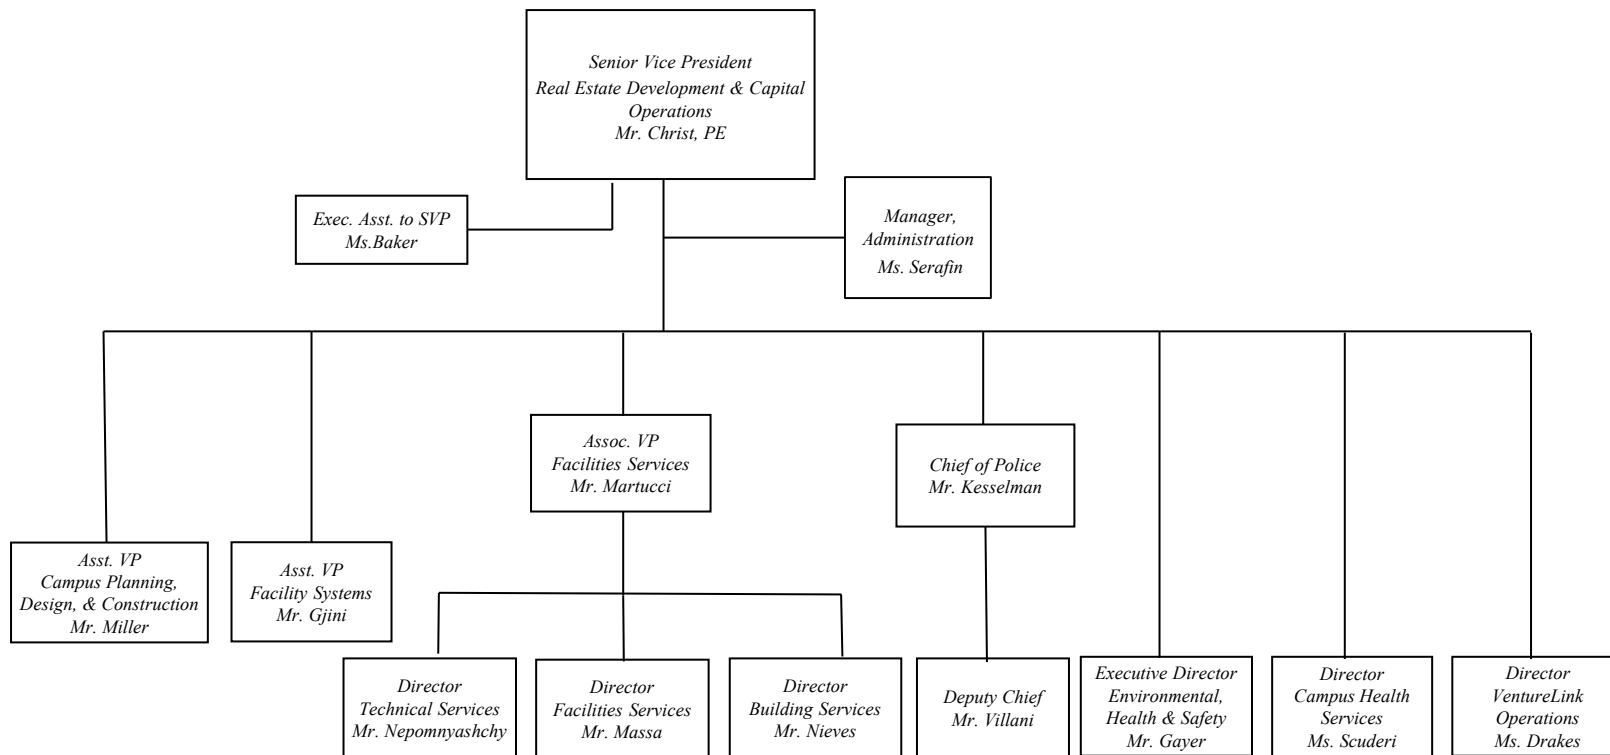 Senior Vice President
Real Estate Development & Capital
Operations
Mr. Christ, PE
Exec. Asst. to SVP
Ms.Baker
Manager,
Administration
Ms. Serafin
Assoc. VP
Facilities Services
Mr. Martucci
Chief of Police
Mr. Kesselman
Asst. VP
Campus Planning,
Design, & Construction
Mr. Miller
Asst. VP
Facility Systems
Mr. Gjini
Director
Technical Services
Mr. Nepomnyashchy
Director
Facilities Services
Mr. Massa
Director
Building Services
Mr. Nieves
Deputy Chief
Mr. Villani
Executive Director
Environmental,
Health & Safety
Mr. Gayer
Director
Campus Health
Services
Ms. Scuderi
Director
VentureLink
Operations
Ms. Drakes